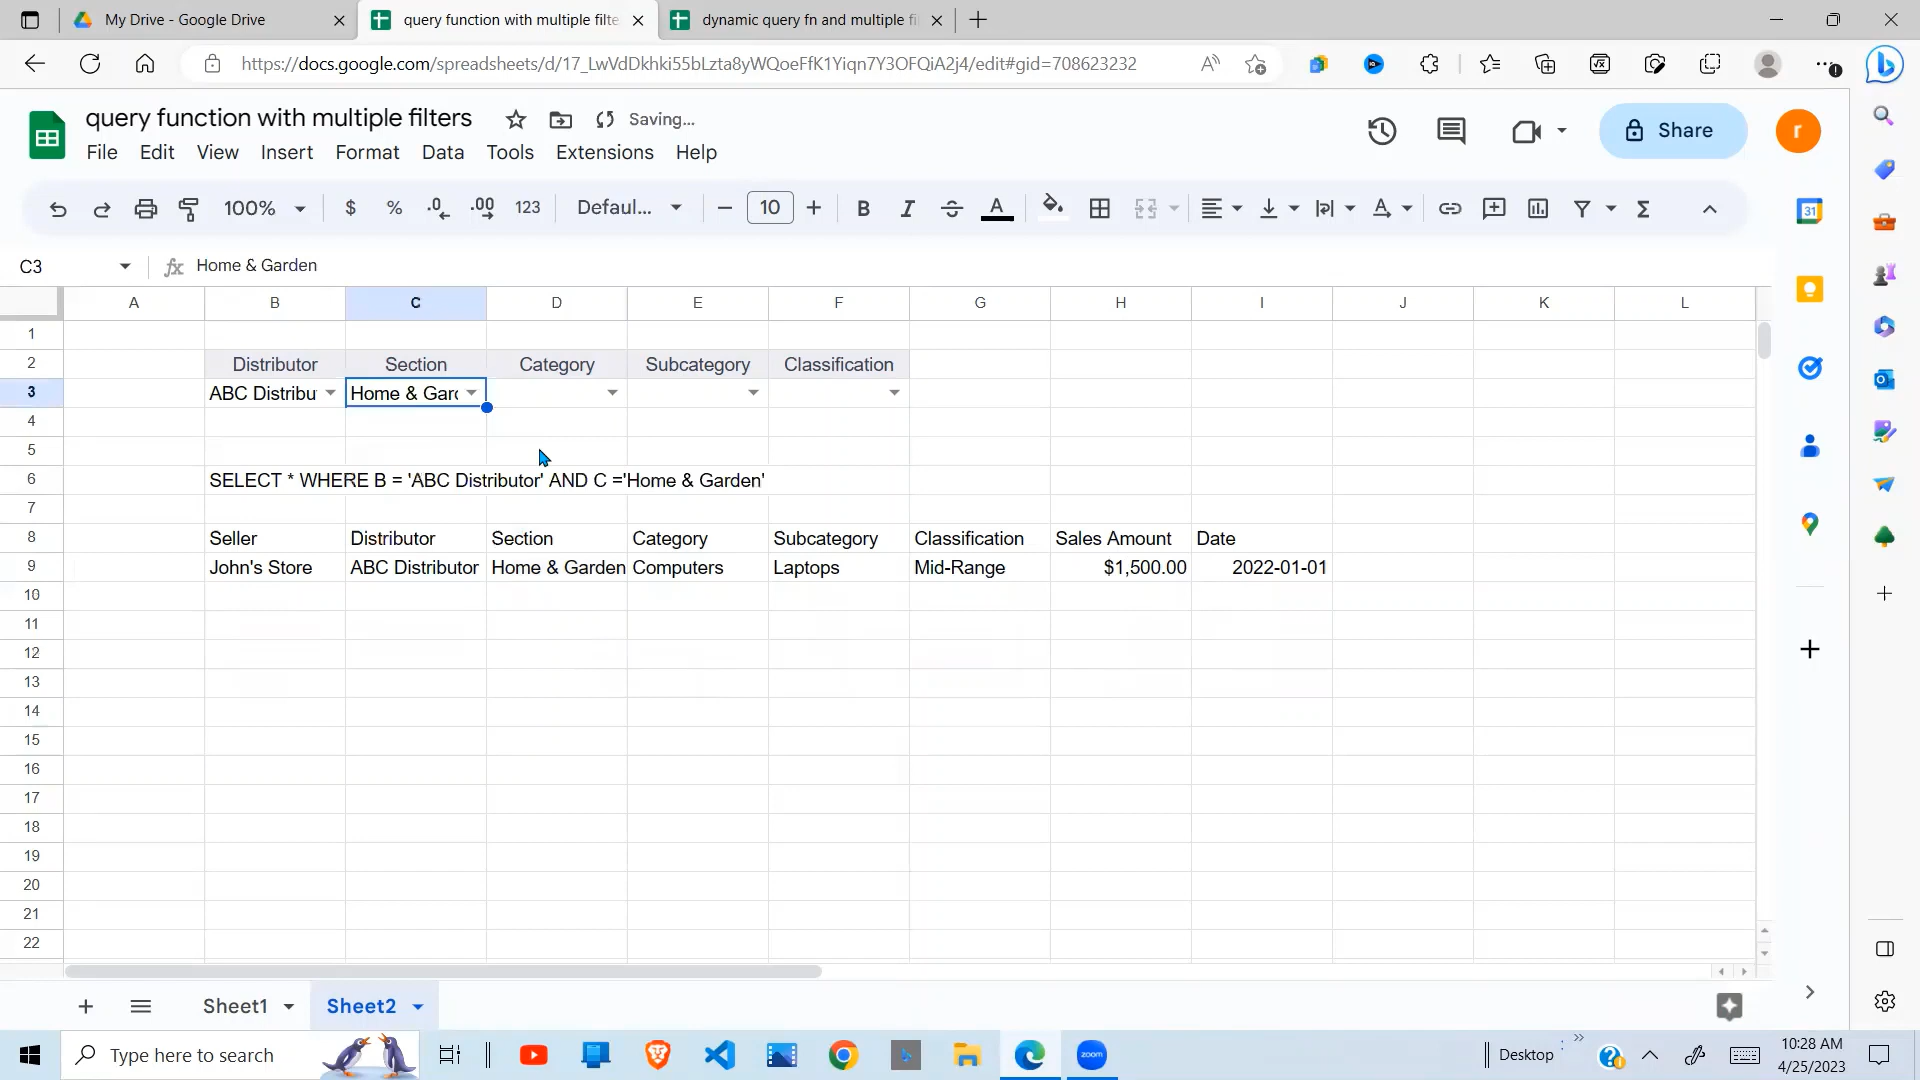 My Drive - Google Drive
query function with multiple filte
dynamic query fn and multiple fi
https://docs.google.com/spreadsheets/d/17_LwVdDkhki55bLzta8yWQoeFfK1Yiqn7Y3OFQiA2j4/edit#gid=708623232
query function with multiple filters
Saving...
File Edit View Insert Format Data Tools Extensions Help
Share
r
100% $ % .0 .00 123 Defaul... 10 B I A
31
C3 fx Home & Garden
A B C D E F G H I J K L
1
2 Distributor Section Category Subcategory Classification
3 ABC Distribu Home & Gard
4
5
6 SELECT * WHERE B = 'ABC Distributor' AND C ='Home & Garden'
7
8 Seller Distributor Section Category Subcategory Classification Sales Amount Date
9 John's Store ABC Distributor Home & Garden Computers Laptops Mid-Range $1,500.00 2022-01-01
10
11
12
13
14
15
16
17
18
19
20
21
22
Sheet1 Sheet2
Type here to search
zoom
Desktop
10:28 AM
4/25/2023